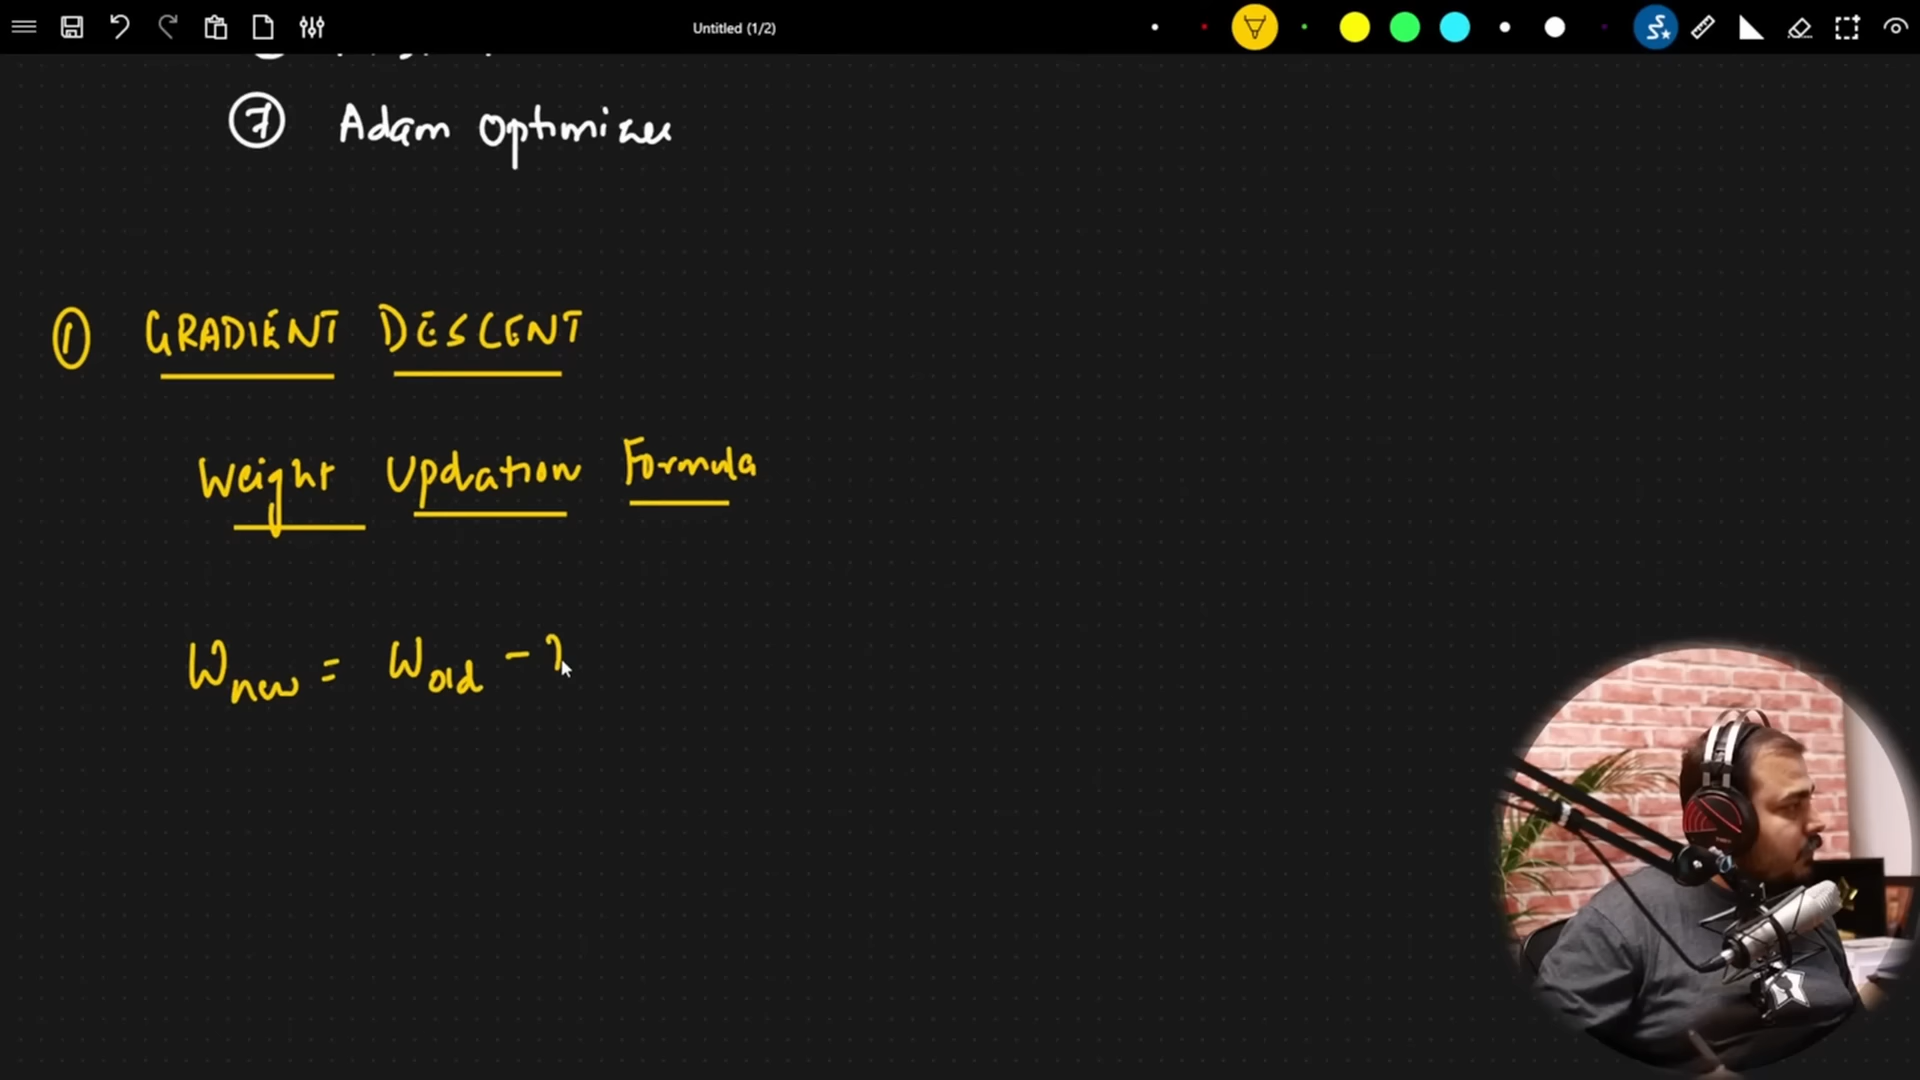 Untitled (1/2)
⑦ Adam Optimizer
① GRADIENT DESCENT
Weight Updation Formula
Wnew = Wold -